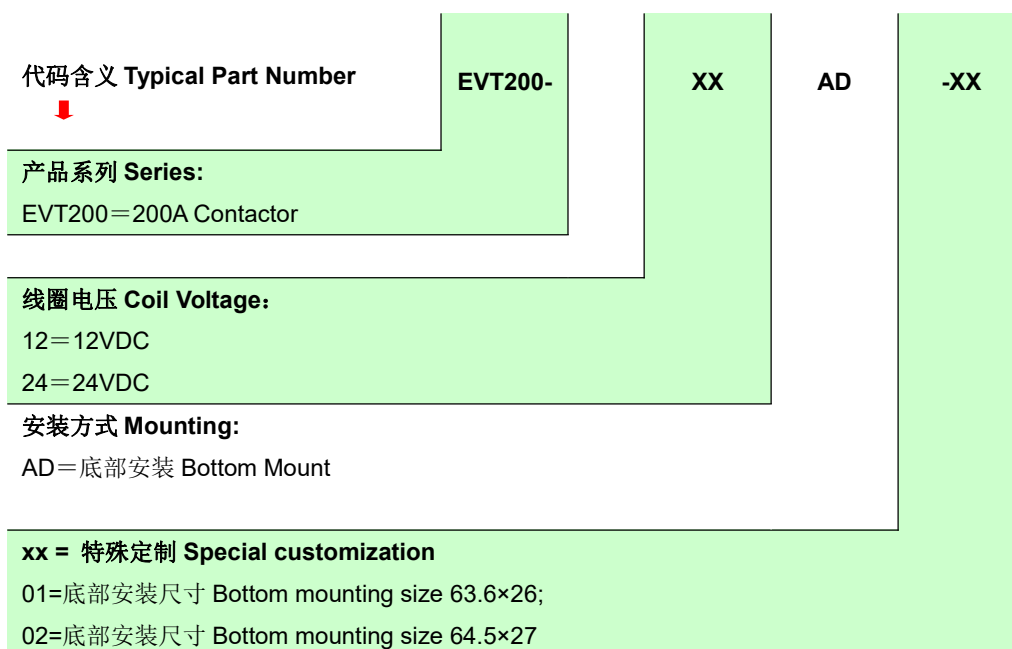 代码含义 Typical Part Number EVT200- XX AD -XX
产品系列 Series:
EVT200＝200A Contactor
线圈电压 Coil Voltage：
12＝12VDC
24＝24VDC
安装方式 Mounting:
AD＝底部安装 Bottom Mount
xx = 特殊定制 Special customization
01=底部安装尺寸 Bottom mounting size 63.6×26;
02=底部安装尺寸 Bottom mounting size 64.5×27